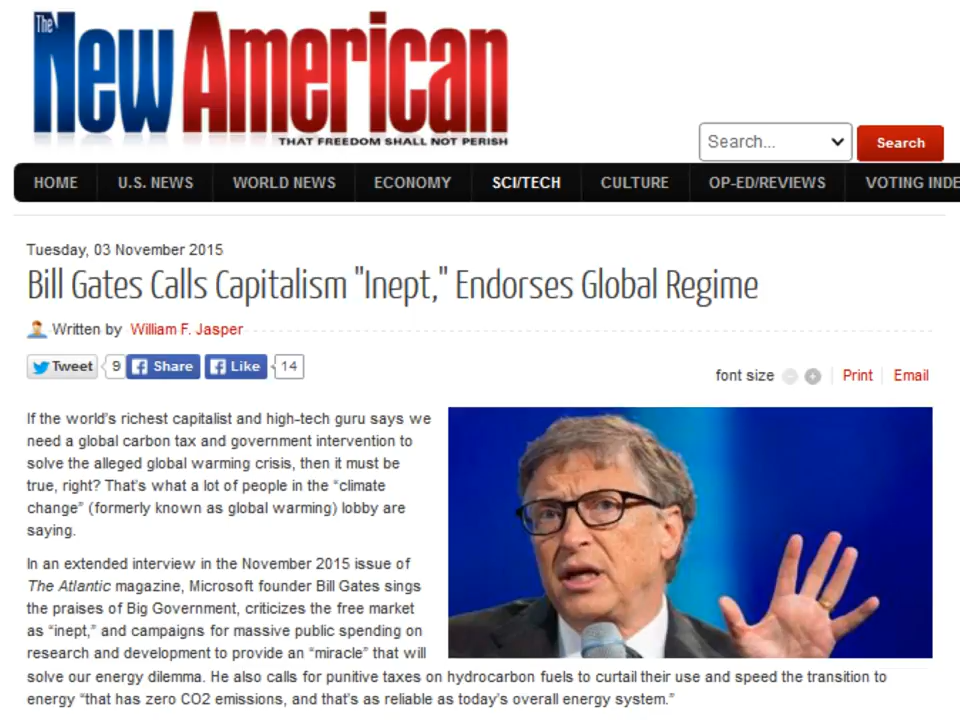 The
New American
THAT FREEDOM SHALL NOT PERISH
Search...
Search
HOME U.S. NEWS WORLD NEWS ECONOMY SCI/TECH CULTURE OP-ED/REVIEWS VOTING INDE
Tuesday, 03 November 2015
Bill Gates Calls Capitalism "Inept," Endorses Global Regime
Written by William F. Jasper
Tweet 9 Share Like 14
font size Print Email
If the world's richest capitalist and high-tech guru says we
need a global carbon tax and government intervention to
solve the alleged global warming crisis, then it must be
true, right? That's what a lot of people in the "climate
change" (formerly known as global warming) lobby are
saying.
In an extended interview in the November 2015 issue of
The Atlantic magazine, Microsoft founder Bill Gates sings
the praises of Big Government, criticizes the free market
as "inept," and campaigns for massive public spending on
research and development to provide an "miracle" that will
solve our energy dilemma. He also calls for punitive taxes on hydrocarbon fuels to curtail their use and speed the transition to
energy "that has zero CO2 emissions, and that's as reliable as today's overall energy system."